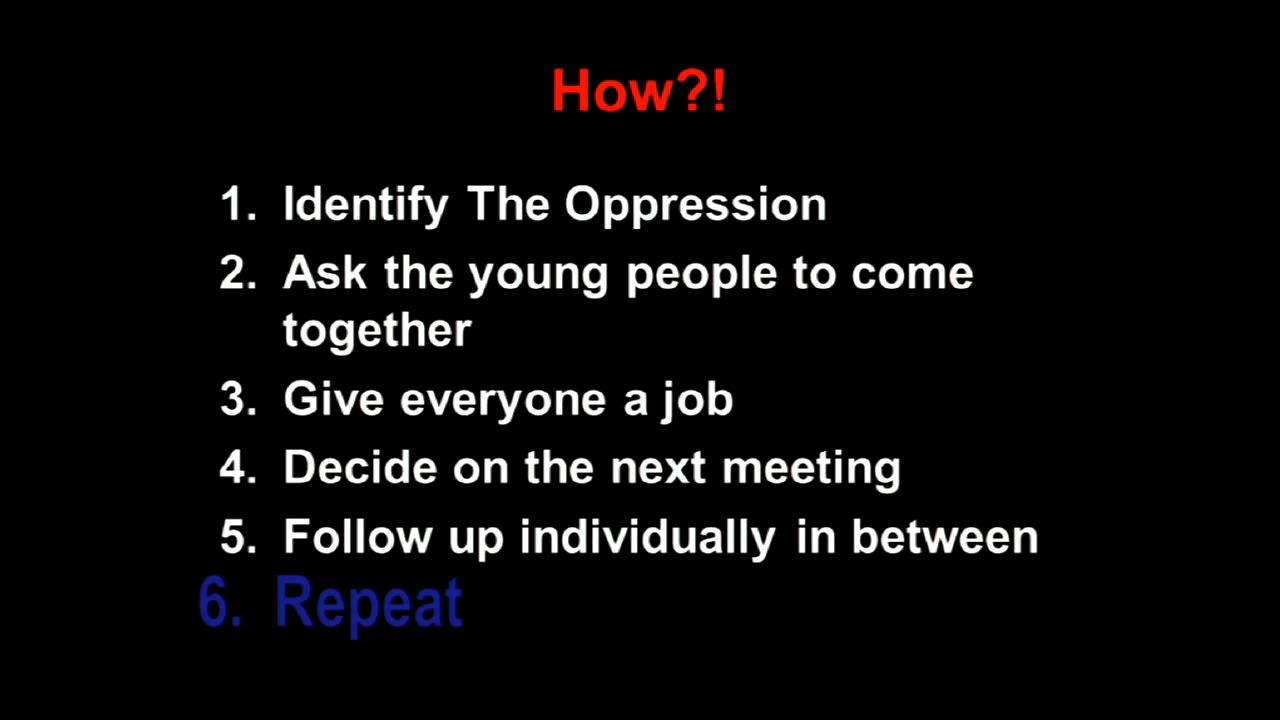 How?!
1. Identify The Oppression
2. Ask the young people to come
together
3. Give everyone a job
4. Decide on the next meeting
5. Follow up individually in between
6. Repeat